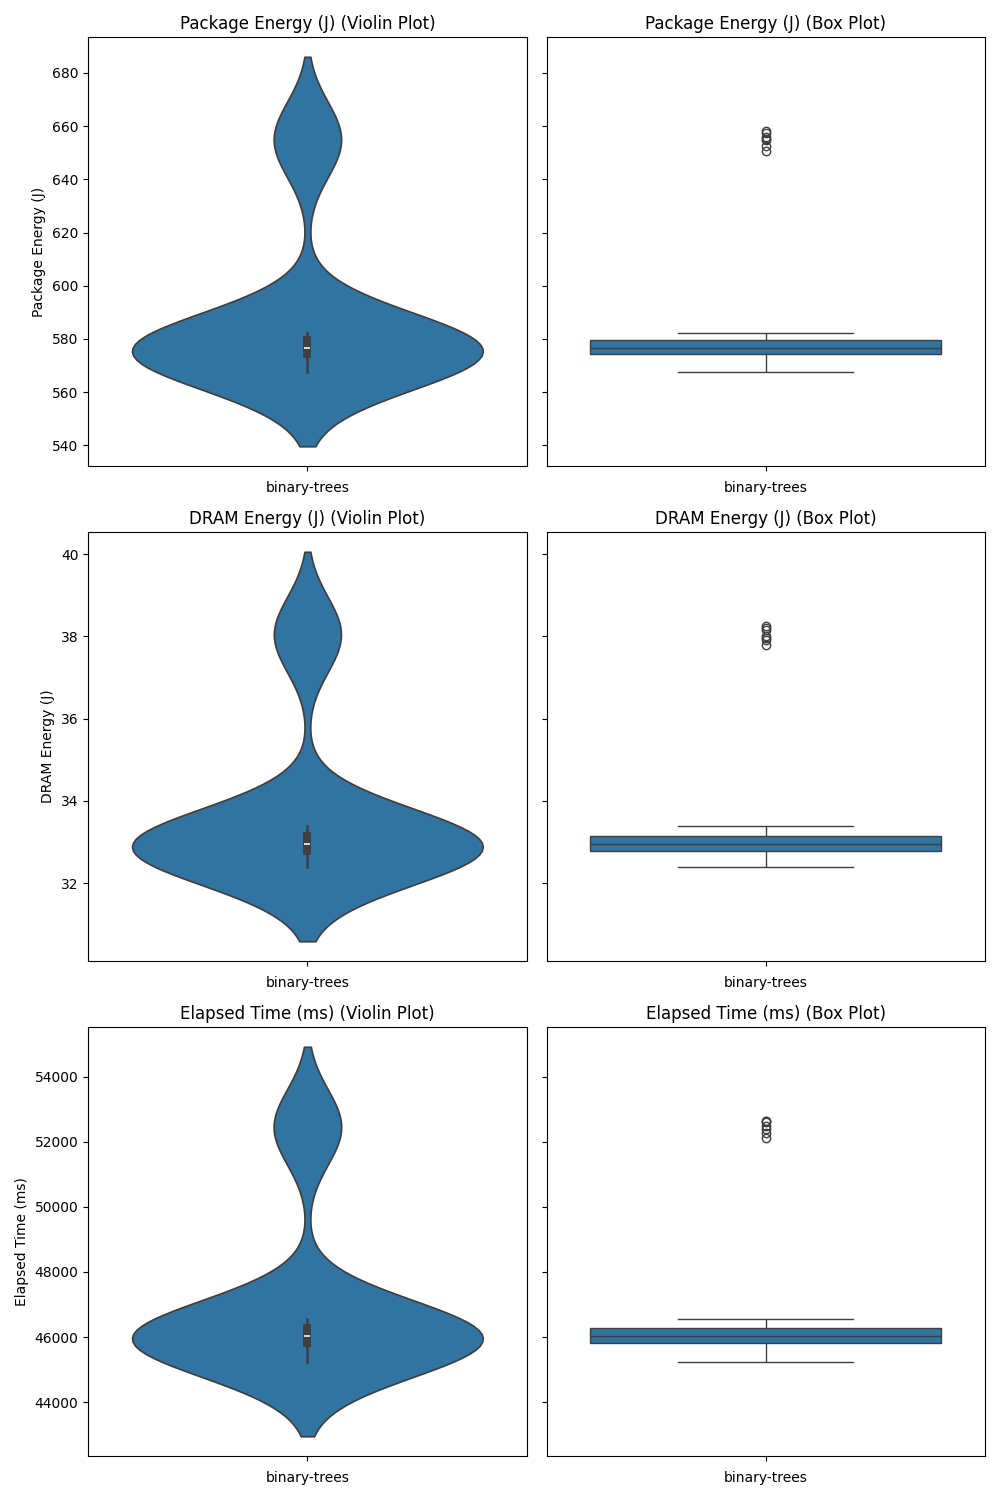 Package Energy (J) (Violin Plot)
Package Energy (J) (Box Plot)
Package Energy (J)
680
660
640
620
600
580
560
540
binary-trees
binary-trees
DRAM Energy (J) (Violin Plot)
DRAM Energy (J) (Box Plot)
DRAM Energy (J)
40
38
36
34
32
binary-trees
binary-trees
Elapsed Time (ms) (Violin Plot)
Elapsed Time (ms) (Box Plot)
Elapsed Time (ms)
54000
52000
50000
48000
46000
44000
binary-trees
binary-trees